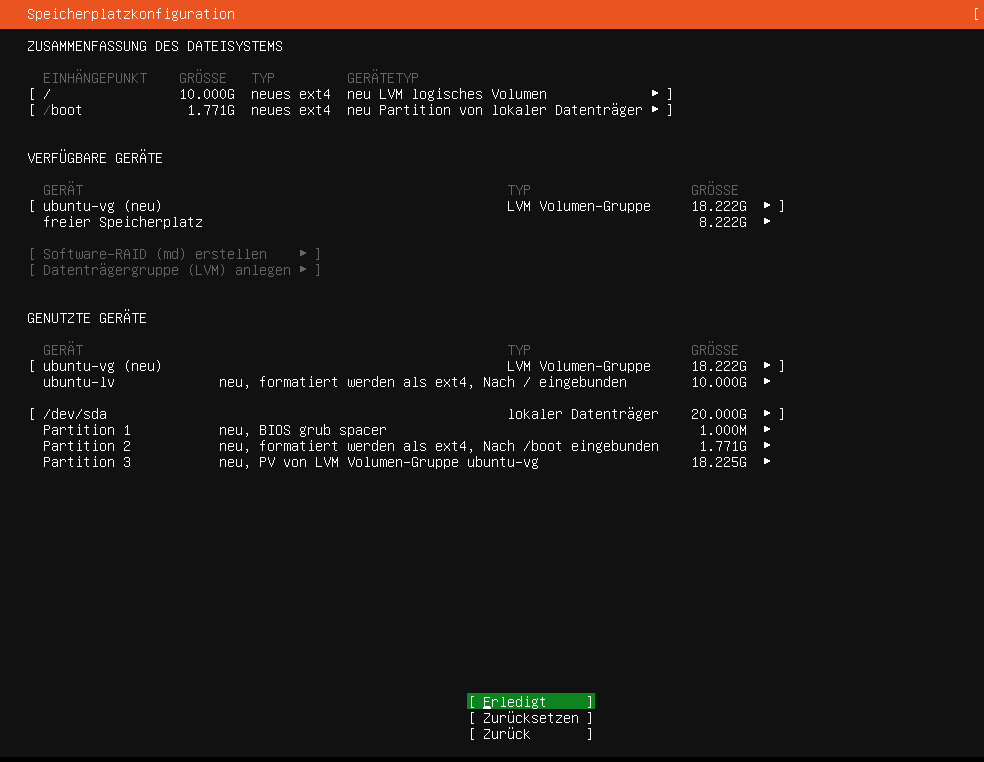 Speicherplatzkonfiguration [
ZUSAMMENFASSUNG DES DATEISYSTEMS
EINHÄNGEPUNKT GRÖSSE TYP GERÄTETYP
[ / 10.000G neues ext4 neu LVM logisches Volumen ▸ ]
[ /boot 1.771G neues ext4 neu Partition von lokaler Datenträger ▸ ]
VERFÜGBARE GERÄTE
GERÄT TYP GRÖSSE
[ ubuntu-vg (neu) LVM Volumen-Gruppe 18.222G ▸ ]
freier Speicherplatz 8.222G ▸
[ Software-RAID (md) erstellen ▸ ]
[ Datenträgergruppe (LVM) anlegen ▸ ]
GENUTZTE GERÄTE
GERÄT TYP GRÖSSE
[ ubuntu-vg (neu) LVM Volumen-Gruppe 18.222G ▸ ]
ubuntu-lv neu, formatiert werden als ext4, Nach / eingebunden 10.000G ▸
[ /dev/sda lokaler Datenträger 20.000G ▸ ]
Partition 1 neu, BIOS grub spacer 1.000M ▸
Partition 2 neu, formatiert werden als ext4, Nach /boot eingebunden 1.771G ▸
Partition 3 neu, PV von LVM Volumen-Gruppe ubuntu-vg 18.225G ▸
[ Erledigt ]
[ Zurücksetzen ]
[ Zurück ]